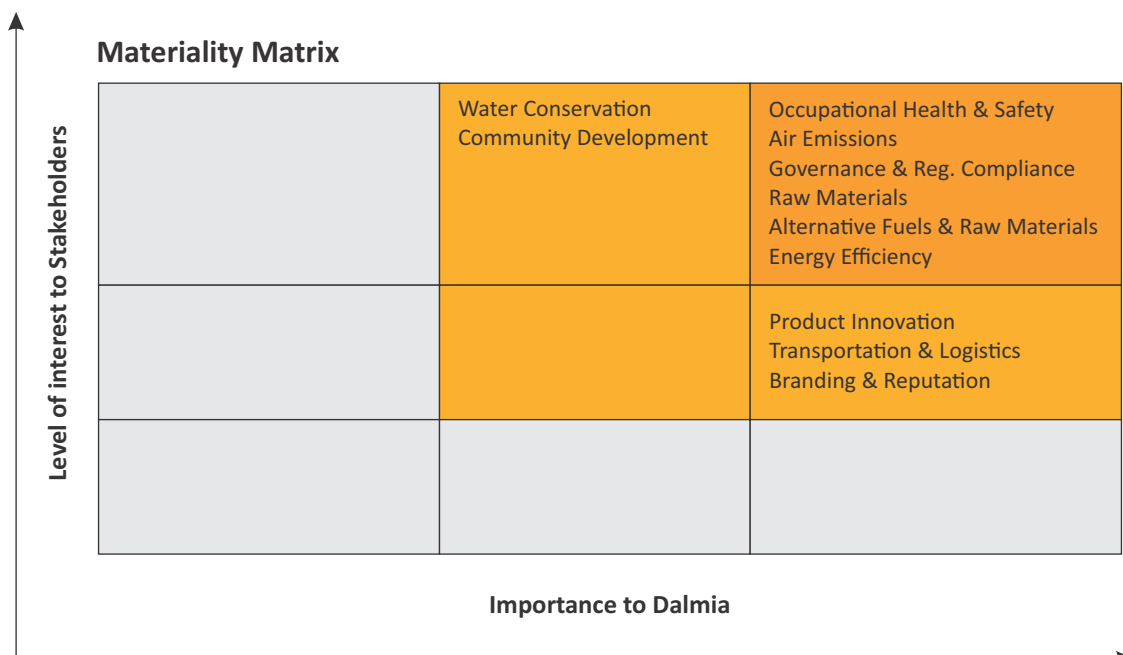 Materiality Matrix
Level of interest to Stakeholders
Water Conservation
Community Development
Occupational Health & Safety
Air Emissions
Governance & Reg. Compliance
Raw Materials
Alternative Fuels & Raw Materials
Energy Efficiency
Product Innovation
Transportation & Logistics
Branding & Reputation
Importance to Dalmia